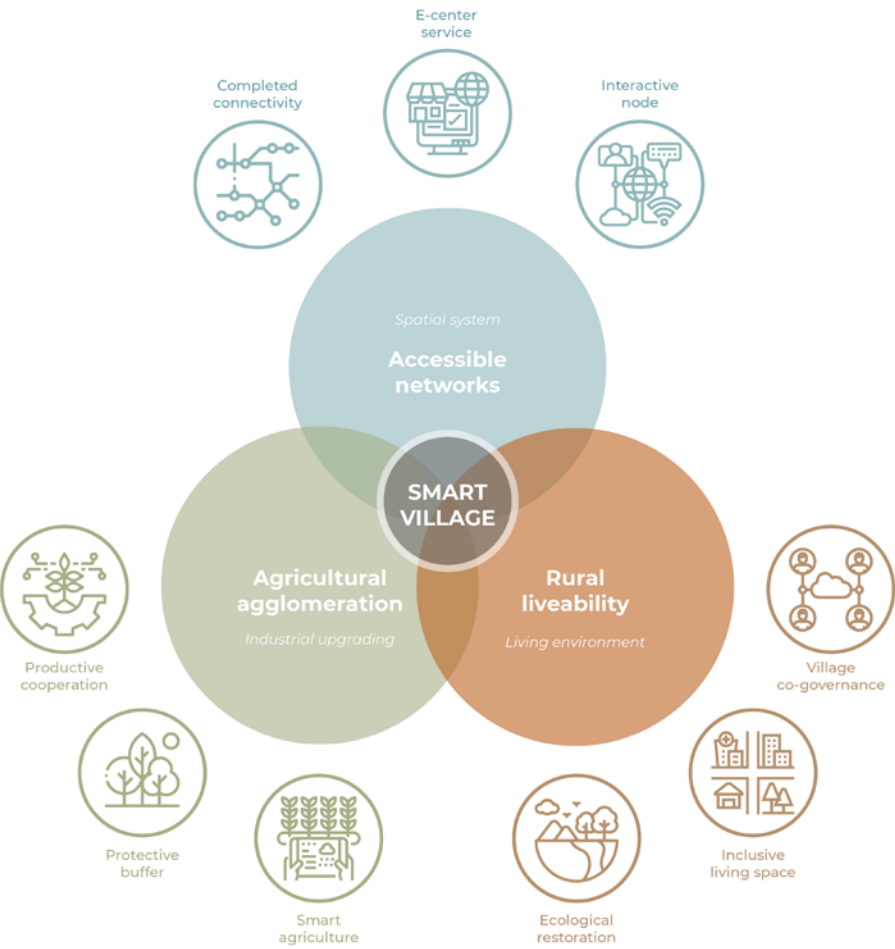 E-center
service
Completed
connectivity
Interactive
node
Spatial system
Accessible
networks
SMART
VILLAGE
Agricultural
agglomeration
Industrial upgrading
Rural
liveability
Living environment
Productive
cooperation
Village
co-governance
Protective
buffer
Inclusive
living space
Smart
agriculture
Ecological
restoration